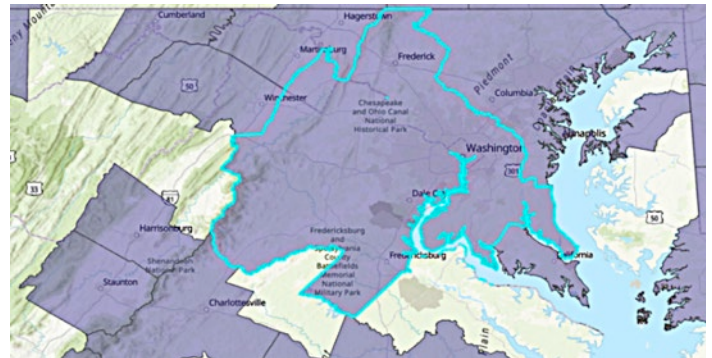 Cumberland
Hagerstown
Martinsburg
Frederick
50
Piedmont
Winchester
Columbia
Chesapeake
and Ohio Canal
National
Historical Park
Annapolis
Washington
301
33
81
Dale City
50
Harrisonburg
Fredericksburg
and
Spotsylvania
County
Battlefields
Memorial
National
Military Park
Fredericksburg
California
Shenandoah
National Park
Staunton
Charlottesville
Plain